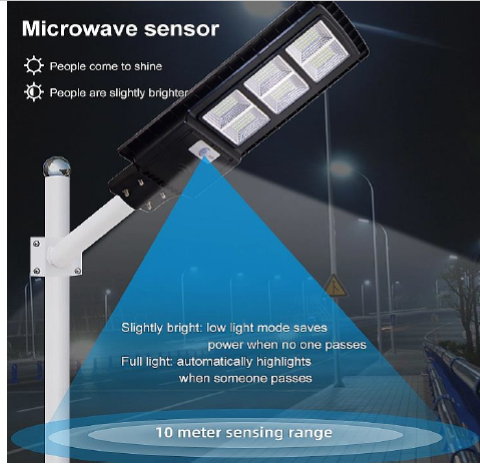 Microwave sensor
People come to shine
People are slightly brighter
Slightly bright: low light mode saves
power when no one passes
Full light: automatically highlights
when someone passes
10 meter sensing range